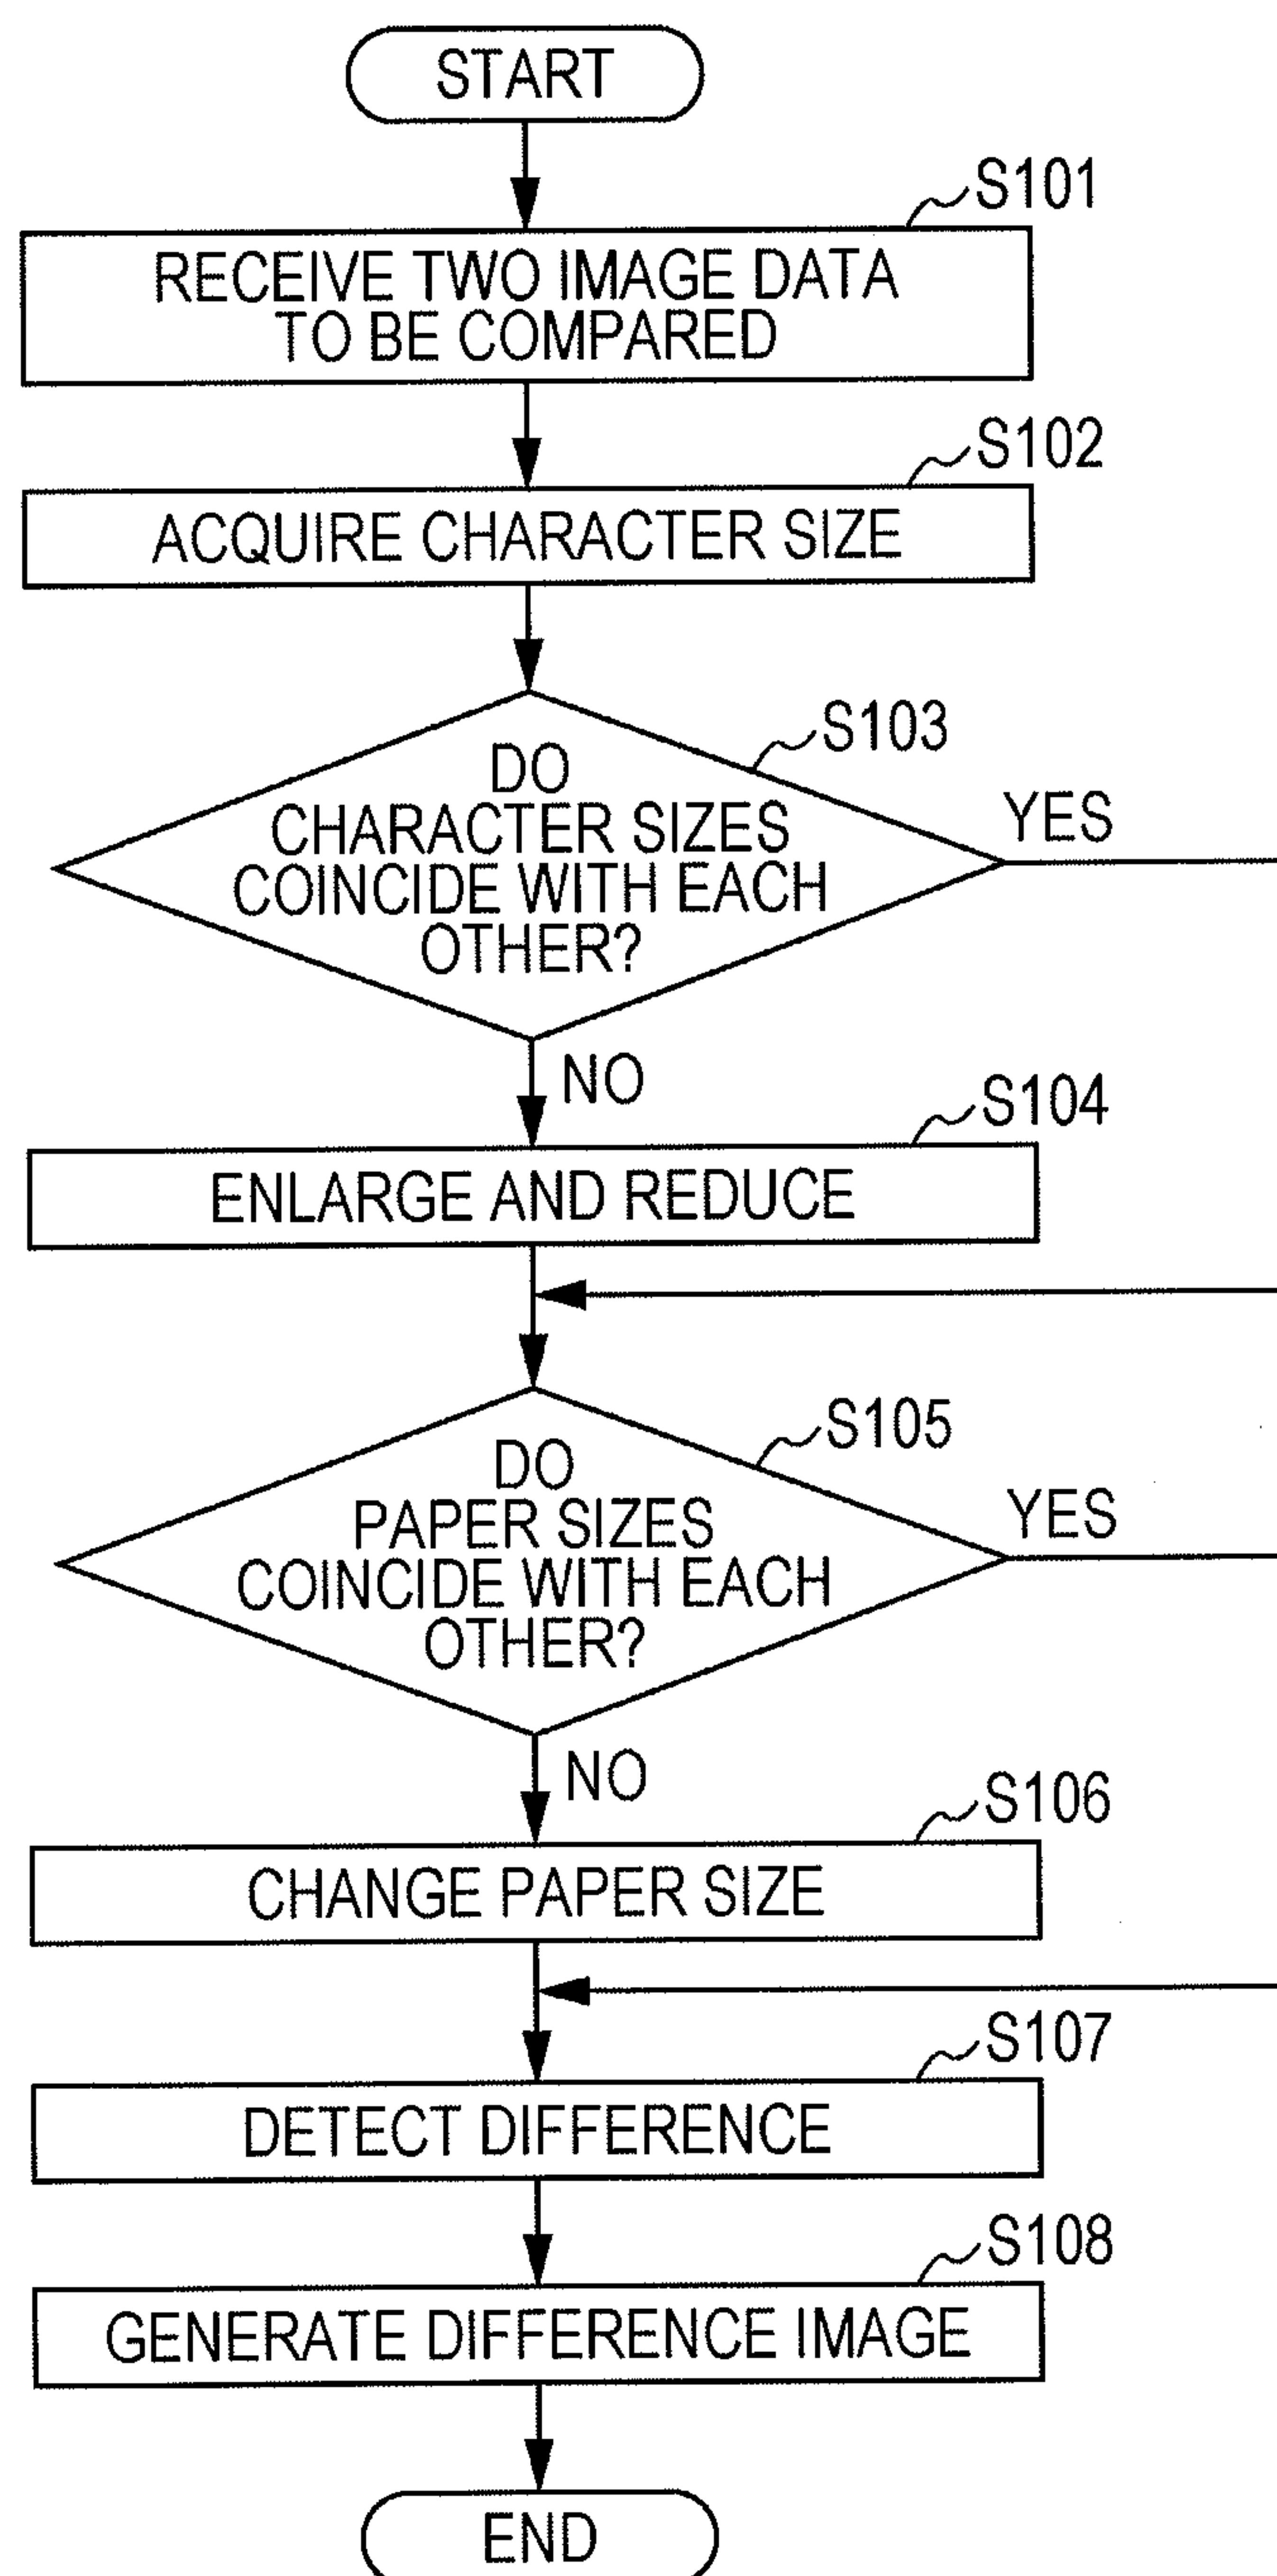 START
S101
RECEIVE TWO IMAGE DATA
TO BE COMPARED
S102
ACQUIRE CHARACTER SIZE
S103
DO
CHARACTER SIZES
COINCIDE WITH EACH
OTHER?
YES
NO
S104
ENLARGE AND REDUCE
S105
DO
PAPER SIZES
COINCIDE WITH EACH
OTHER?
YES
NO
S106
CHANGE PAPER SIZE
S107
DETECT DIFFERENCE
S108
GENERATE DIFFERENCE IMAGE
END